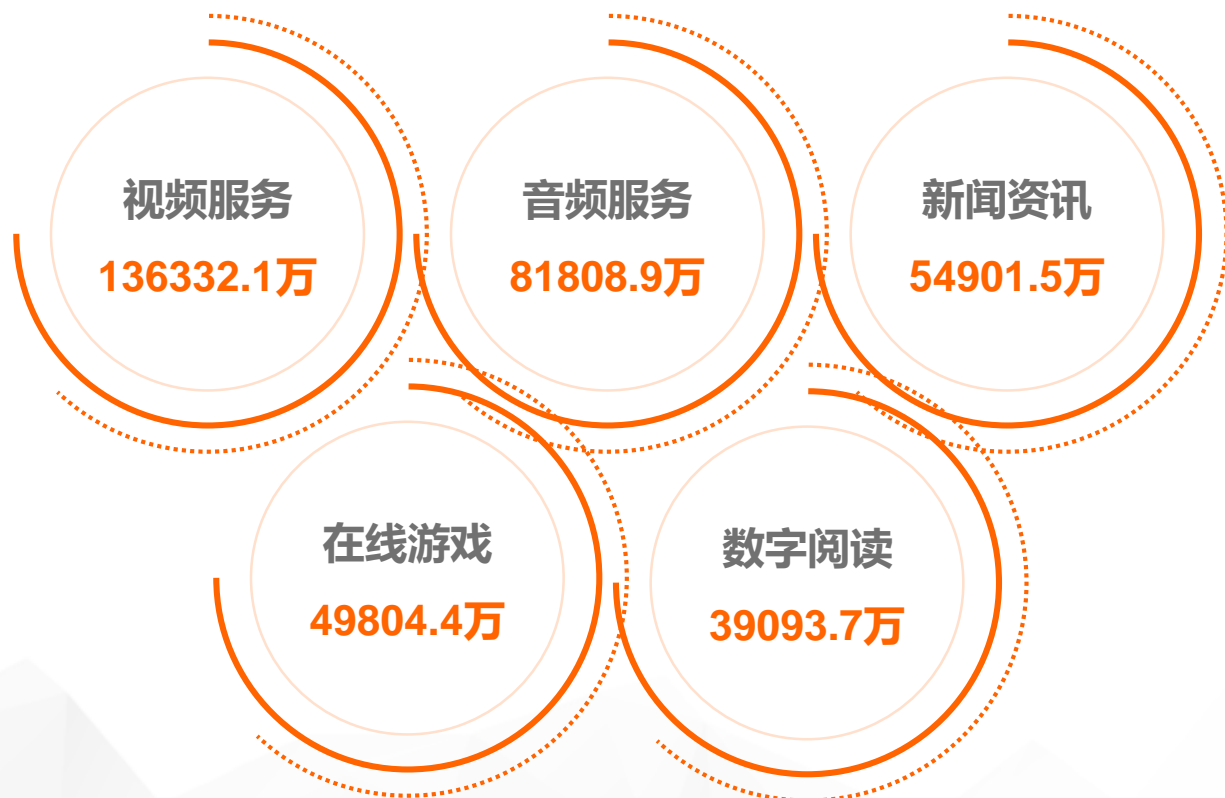 视频服务
136332.1万
音频服务
81808.9万
新闻资讯
54901.5万
在线游戏
49804.4万
数字阅读
39093.7万